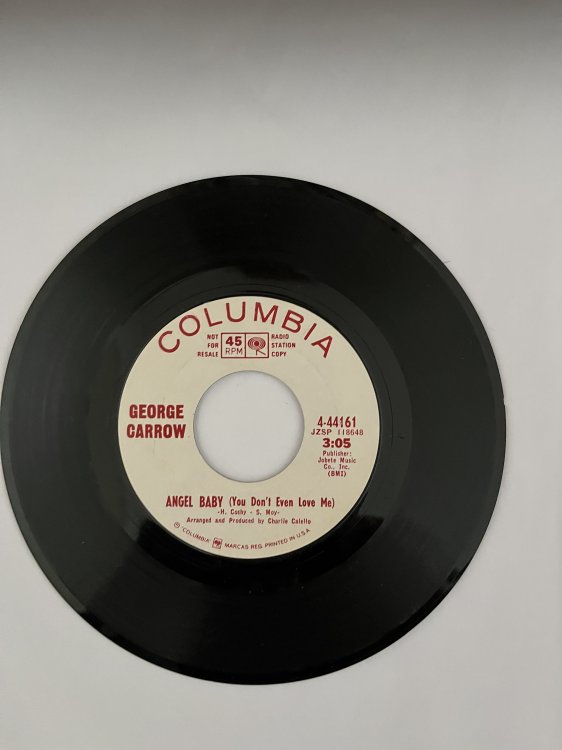 COLUMBIA
NOT
FOR
RESALE
45
RPM
RADIO
STATION
COPY
GEORGE
CARROW
4-44161
JZSP 118648
3:05
Publisher:
Jobete Music
Co., Inc.
(BMI)
ANGEL BABY (You Don't Even Love Me)
-H. Cosby - S. Moy-
Arranged and Produced by Charlie Calello
© "COLUMBIA" MARCAS REG. PRINTED IN U.S.A